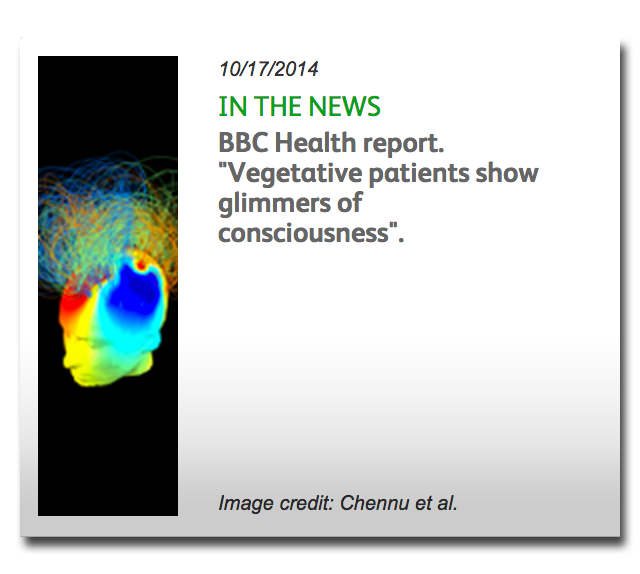 10/17/2014
IN THE NEWS
BBC Health report.
"Vegetative patients show
glimmers of
consciousness".
Image credit: Chennu et al.